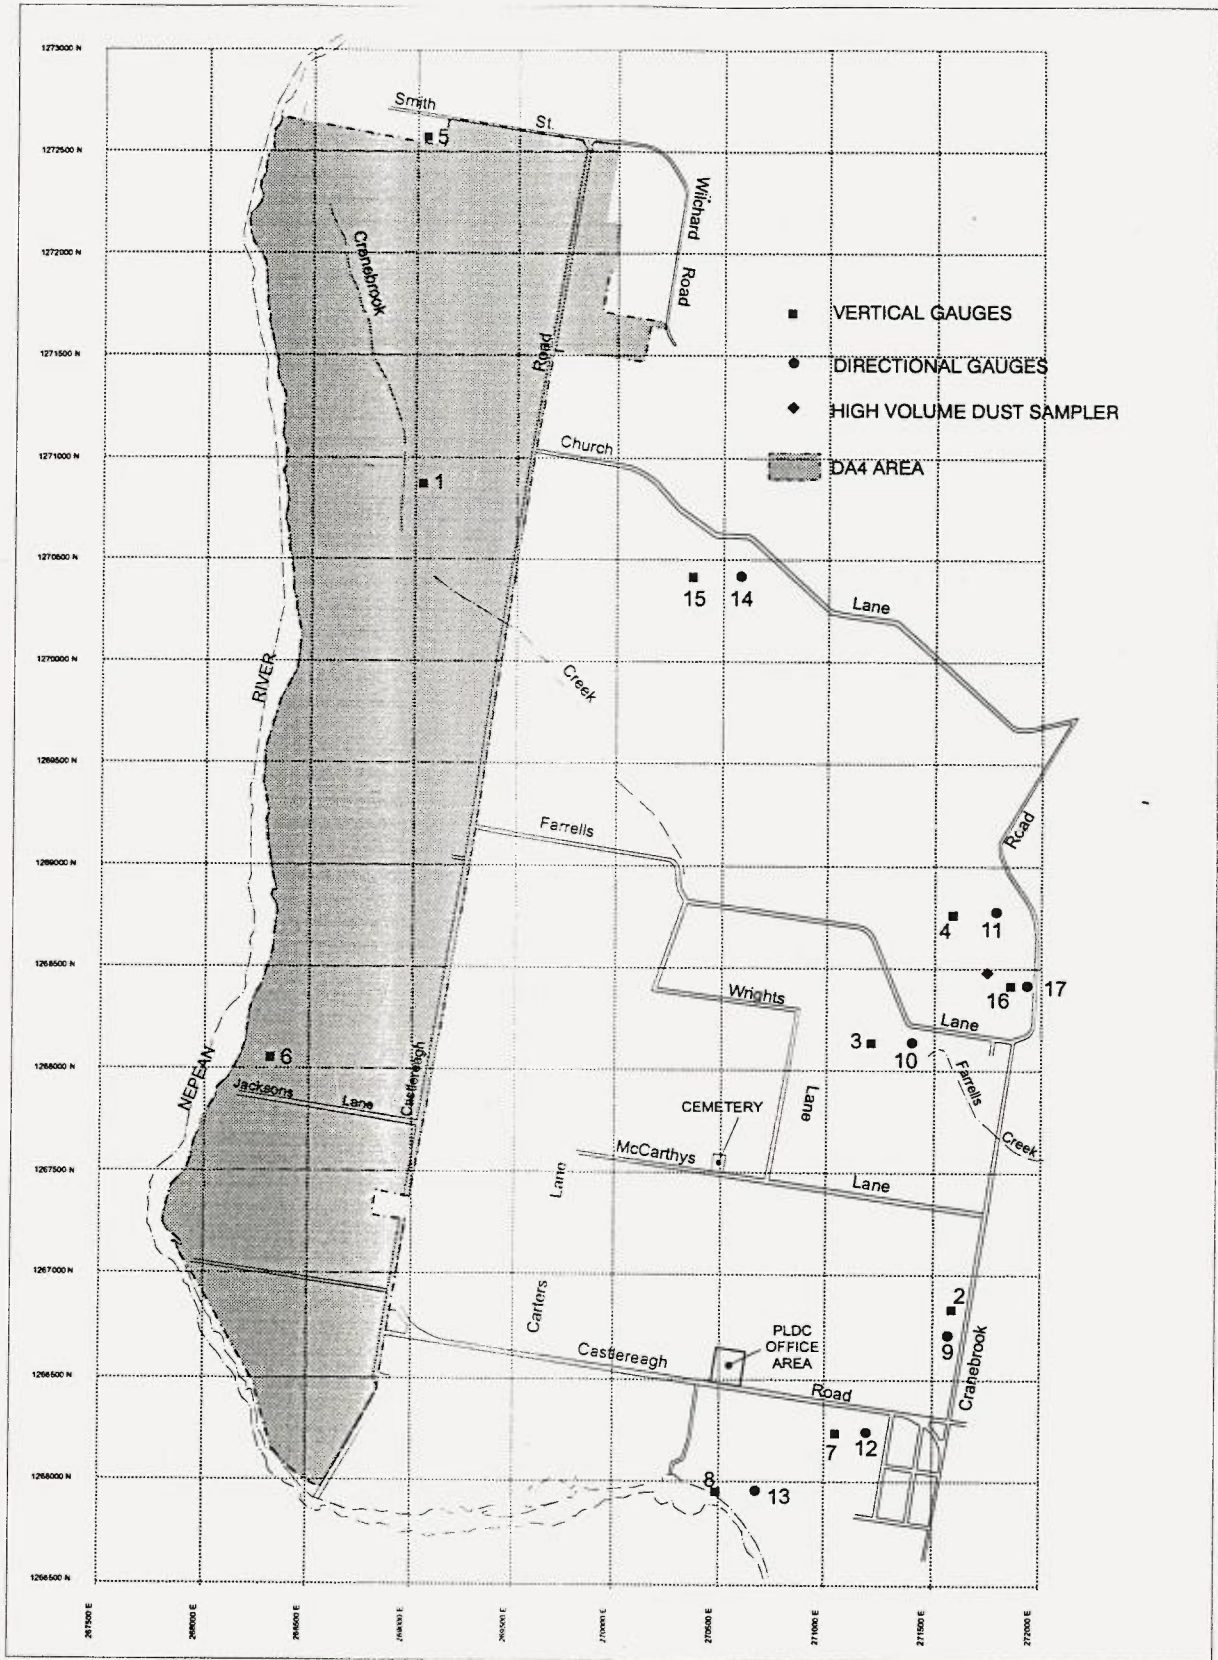 1273000 N
Smith
St.
5
1272500 N
Wilchard
Road
1272000 N
Cranebrook
VERTICAL GAUGES
1271500 N
Road
DIRECTIONAL GAUGES
HIGH VOLUME DUST SAMPLER
Church
1271000 N
DA4 AREA
1
1270500 N
15
14
Lane
1270000 N
RIVER
Creek
1269500 N
Farrells
Road
1269000 N
4
11
1268500 N
Wrights
16
17
Lane
3
10
6
1268000 N
NEPEAN
Jacksons
Lane
Castlereagh
Farrells
Creek
CEMETERY
Lane
McCarthys
1267500 N
Lane
Lane
1267000 N
Carters
2
PLDC
OFFICE
AREA
9
Cranebrook
Castlereagh
1266500 N
Road
7
12
8
13
1268000 N
1266500 N
267500 E
268000 E
268500 E
269000 E
269500 E
270000 E
270500 E
271000 E
271500 E
272000 E